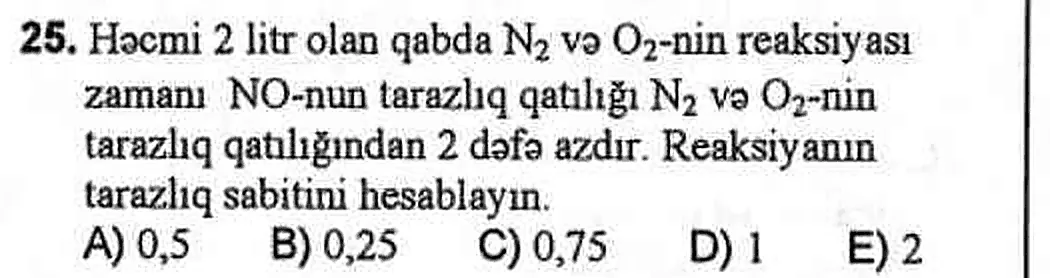 25. Həcmi 2 litr olan qabda N₂ və O₂-nin reaksiyası
zamanı NO-nun tarazlıq qatılığı N₂ və O₂-nin
tarazlıq qatılığından 2 dəfə azdır. Reaksiyanın
tarazlıq sabitini hesablayın.
A) 0,5 B) 0,25 C) 0,75 D) 1 E) 2